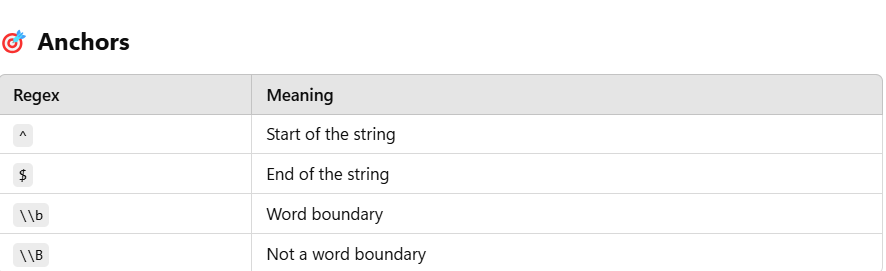 🎯 Anchors
Regex Meaning
^ Start of the string
$ End of the string
\\b Word boundary
\\B Not a word boundary